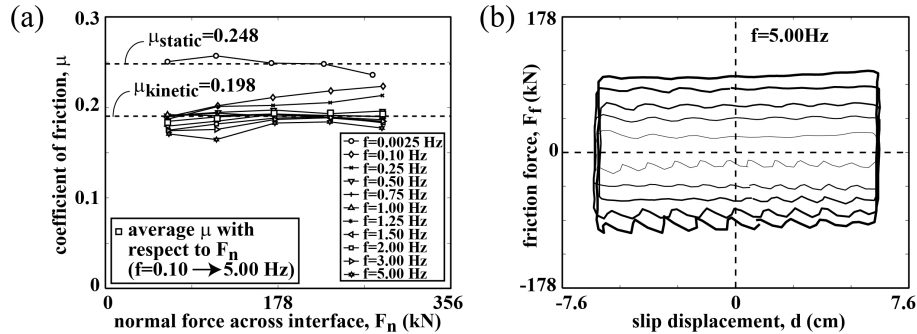 (a)
0.3
0.2
0.1
0
coefficient of friction, μ
μstatic=0.248
μkinetic=0.198
f=0.0025 Hz
f=0.10 Hz
f=0.25 Hz
f=0.50 Hz
f=0.75 Hz
f=1.00 Hz
f=1.25 Hz
f=1.50 Hz
f=2.00 Hz
f=3.00 Hz
f=5.00 Hz
average μ with
respect to Fn
(f=0.10 → 5.00 Hz)
0 178 356
normal force across interface, Fn (kN)
(b)
178
0
-178
friction force, Ff (kN)
f=5.00Hz
-7.6 0 7.6
slip displacement, d (cm)